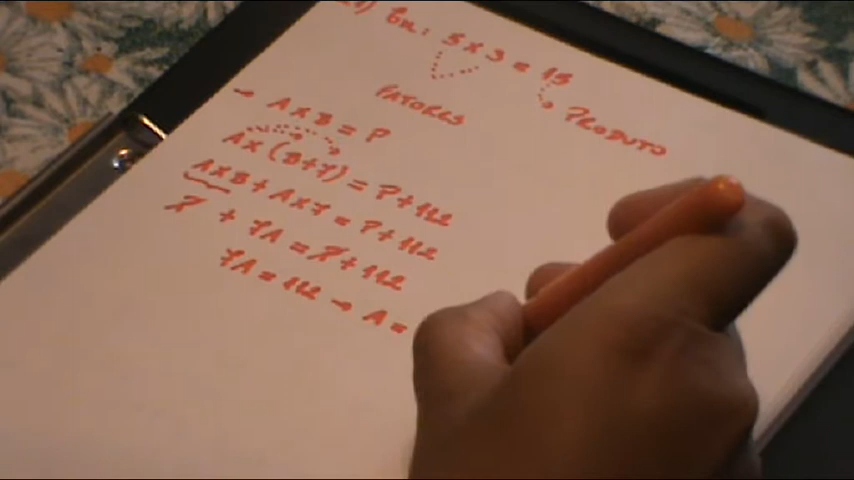 Ex.: 5 x 3 = 15
FATORES
PRODUTO
→ A x B = P
A x (B+7) = P+112
A x B + A x 7 = P+112
P + 7A = P+112
7A = 112 → A =